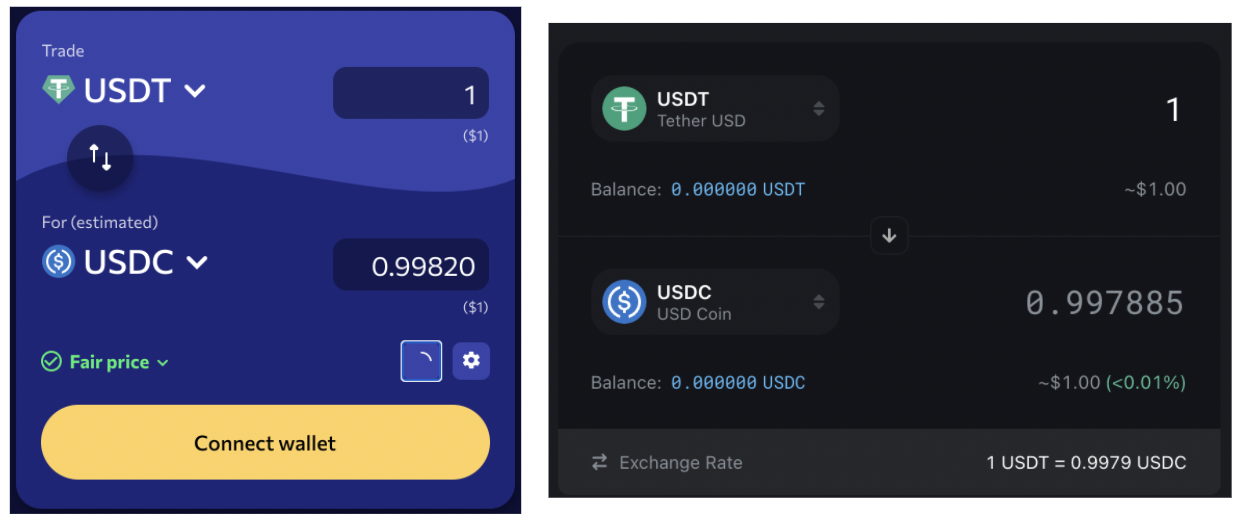 Trade
USDT
1
($1)
For (estimated)
USDC
0.99820
($1)
Fair price
Connect wallet
USDT
Tether USD
1
Balance: 0.000000 USDT
~$1.00
USDC
USD Coin
0.997885
Balance: 0.000000 USDC
~$1.00 (<0.01%)
Exchange Rate
1 USDT = 0.9979 USDC